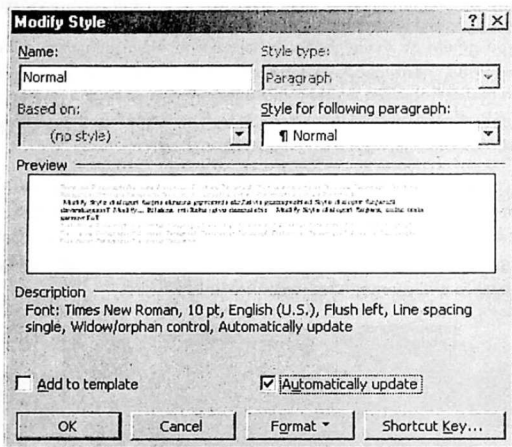 Modify Style
Name:
Style type:
Normal
Paragraph
Based on:
Style for following paragraph:
(no style)
¶ Normal
Preview
Description
Font: Times New Roman, 10 pt, English (U.S.), Flush left, Line spacing
single, Widow/orphan control, Automatically update
Add to template
Automatically update
OK
Cancel
Format
Shortcut Key...